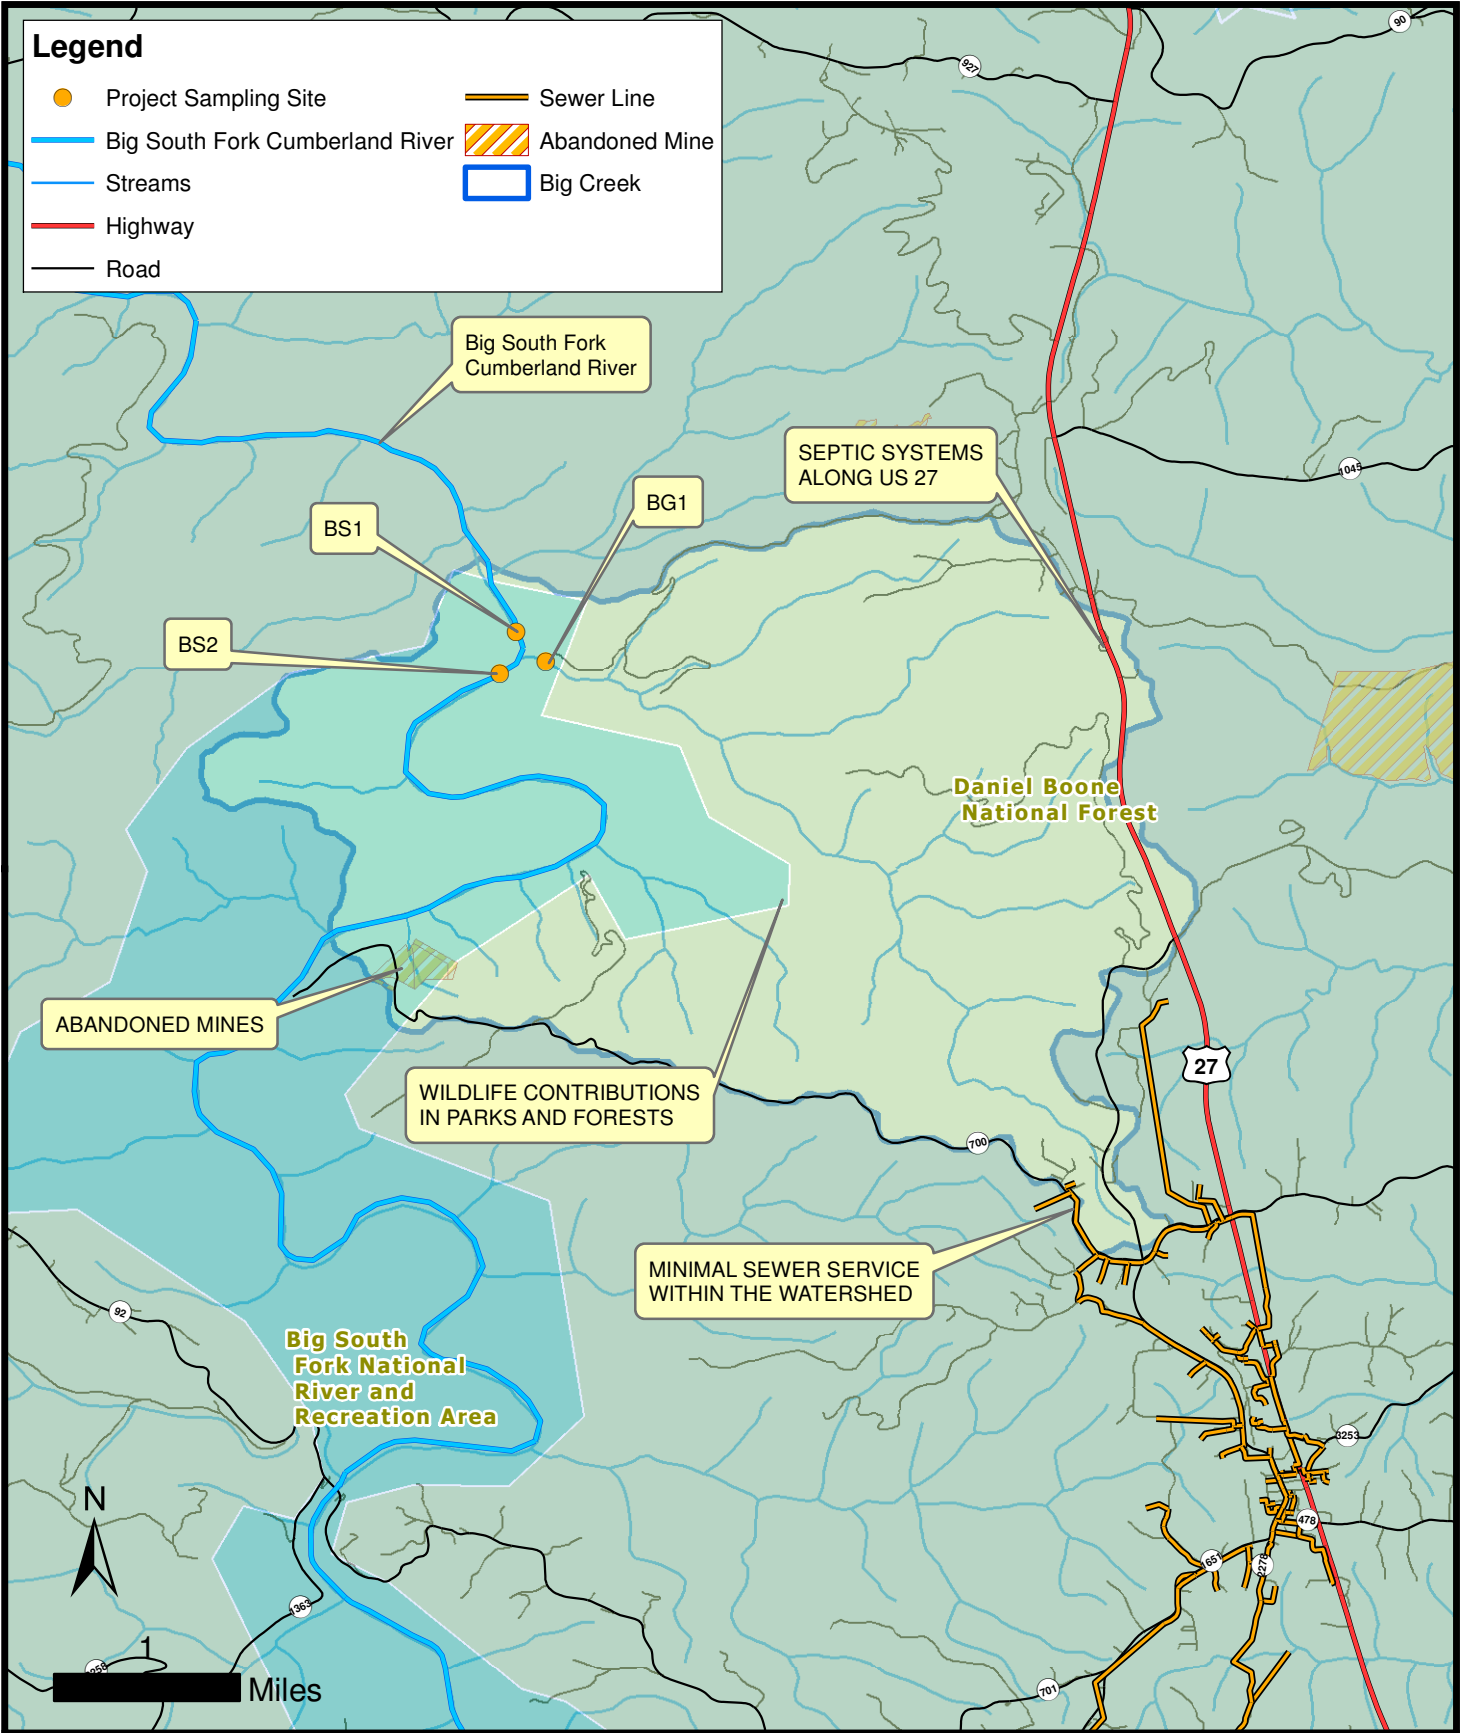 Legend
Project Sampling Site
Big South Fork Cumberland River
Streams
Highway
Road
Sewer Line
Abandoned Mine
Big Creek
90
927
Big South Fork
Cumberland River
SEPTIC SYSTEMS
ALONG US 27
1045
BG1
BS1
BS2
Daniel Boone
National Forest
ABANDONED MINES
27
WILDLIFE CONTRIBUTIONS
IN PARKS AND FORESTS
700
MINIMAL SEWER SERVICE
WITHIN THE WATERSHED
92
Big South
Fork National
River and
Recreation Area
3253
N
478
1651
2278
1363
1
Miles
701